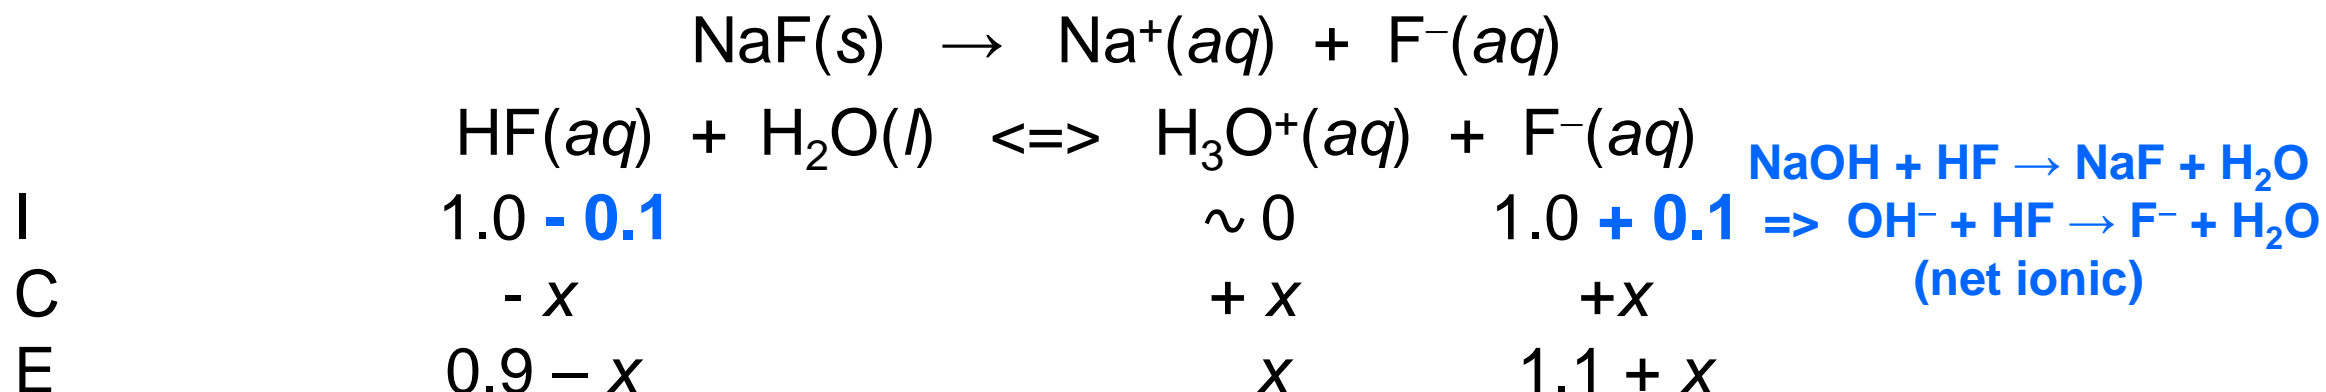 NaF(s) → Na⁺(aq) + F⁻(aq)
HF(aq) + H₂O(l) <=> H₃O⁺(aq) + F⁻(aq)
NaOH + HF → NaF + H₂O
I 1.0 - 0.1 ~ 0 1.0 + 0.1 => OH⁻ + HF → F⁻ + H₂O
(net ionic)
C - x + x +x
E 0.9 – x x 1.1 + x